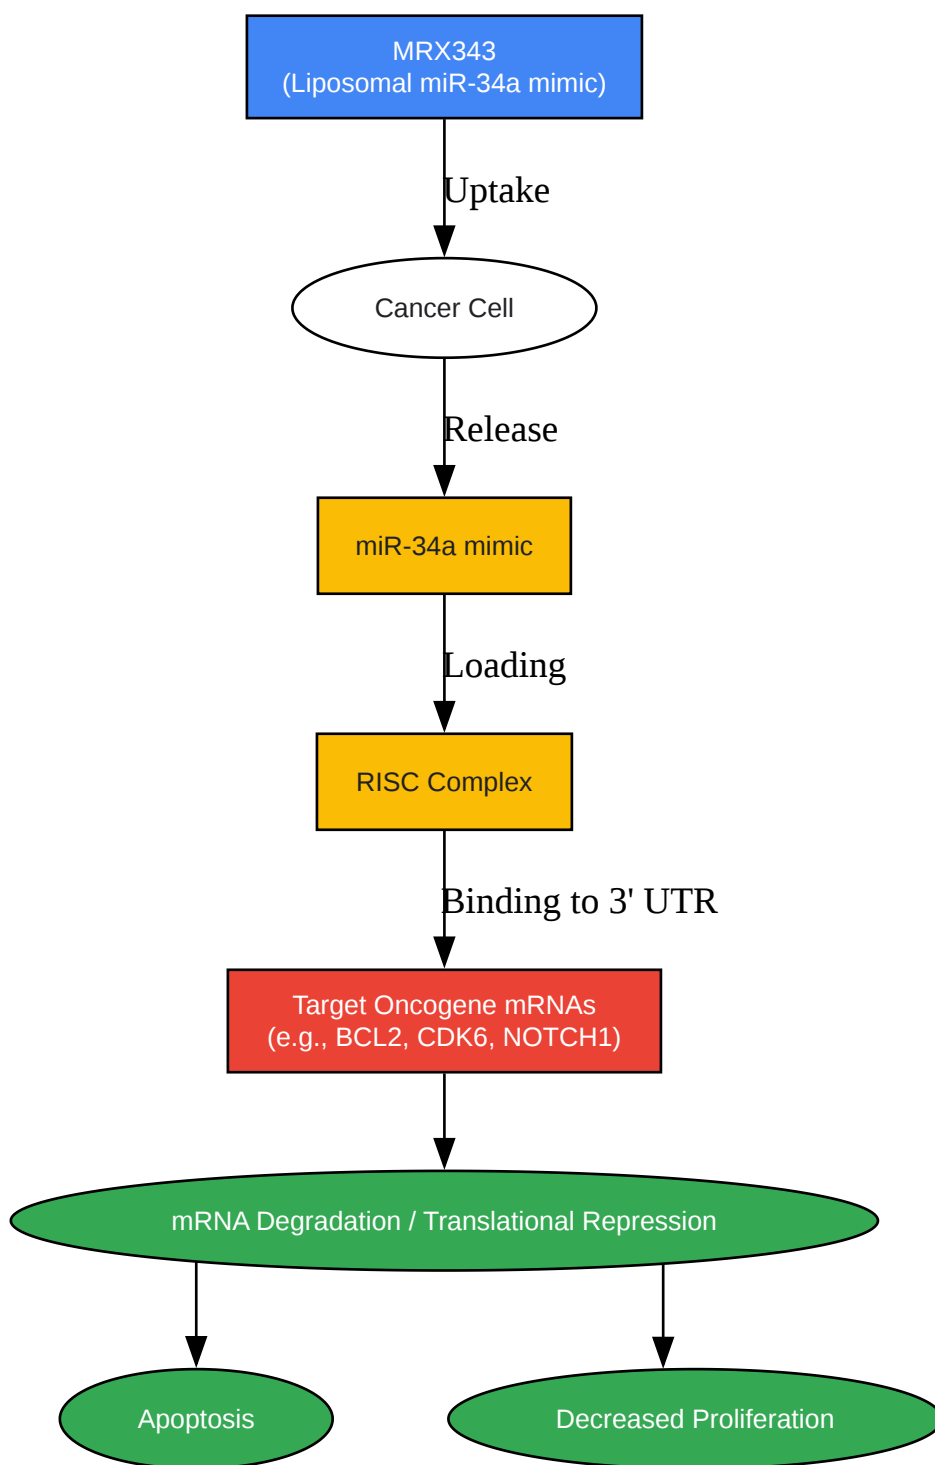 MRX343
(Liposomal miR-34a mimic)
Uptake
Cancer Cell
Release
miR-34a mimic
Loading
RISC Complex
Binding to 3' UTR
Target Oncogene mRNAs
(e.g., BCL2, CDK6, NOTCH1)
mRNA Degradation / Translational Repression
Apoptosis
Decreased Proliferation